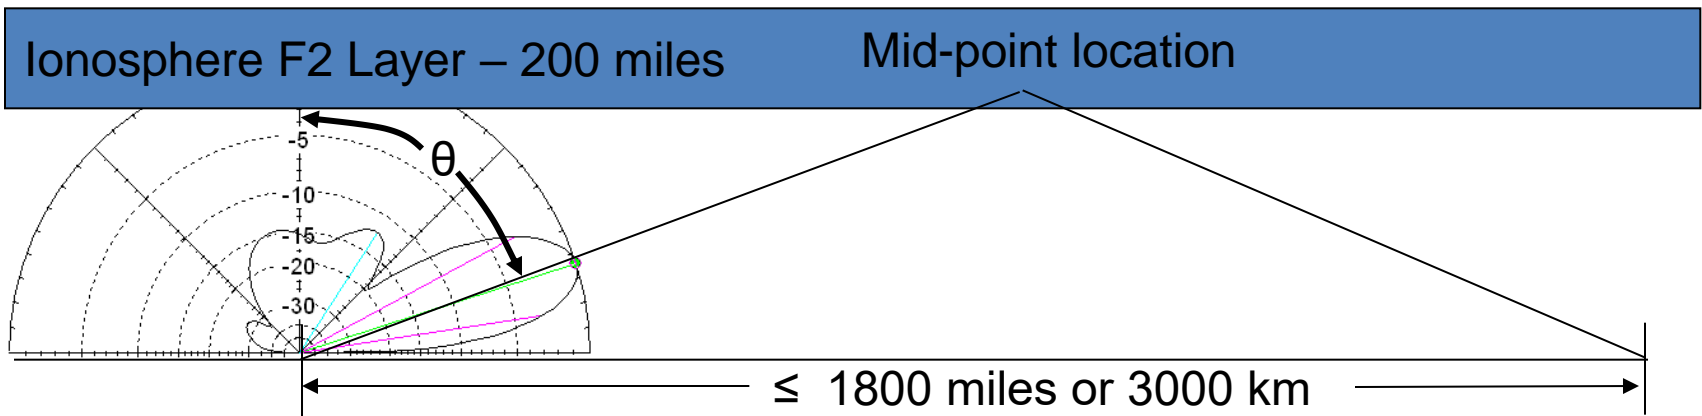 Ionosphere F2 Layer – 200 miles
Mid-point location
-5
θ
-10
-15
-20
-30
≤ 1800 miles or 3000 km